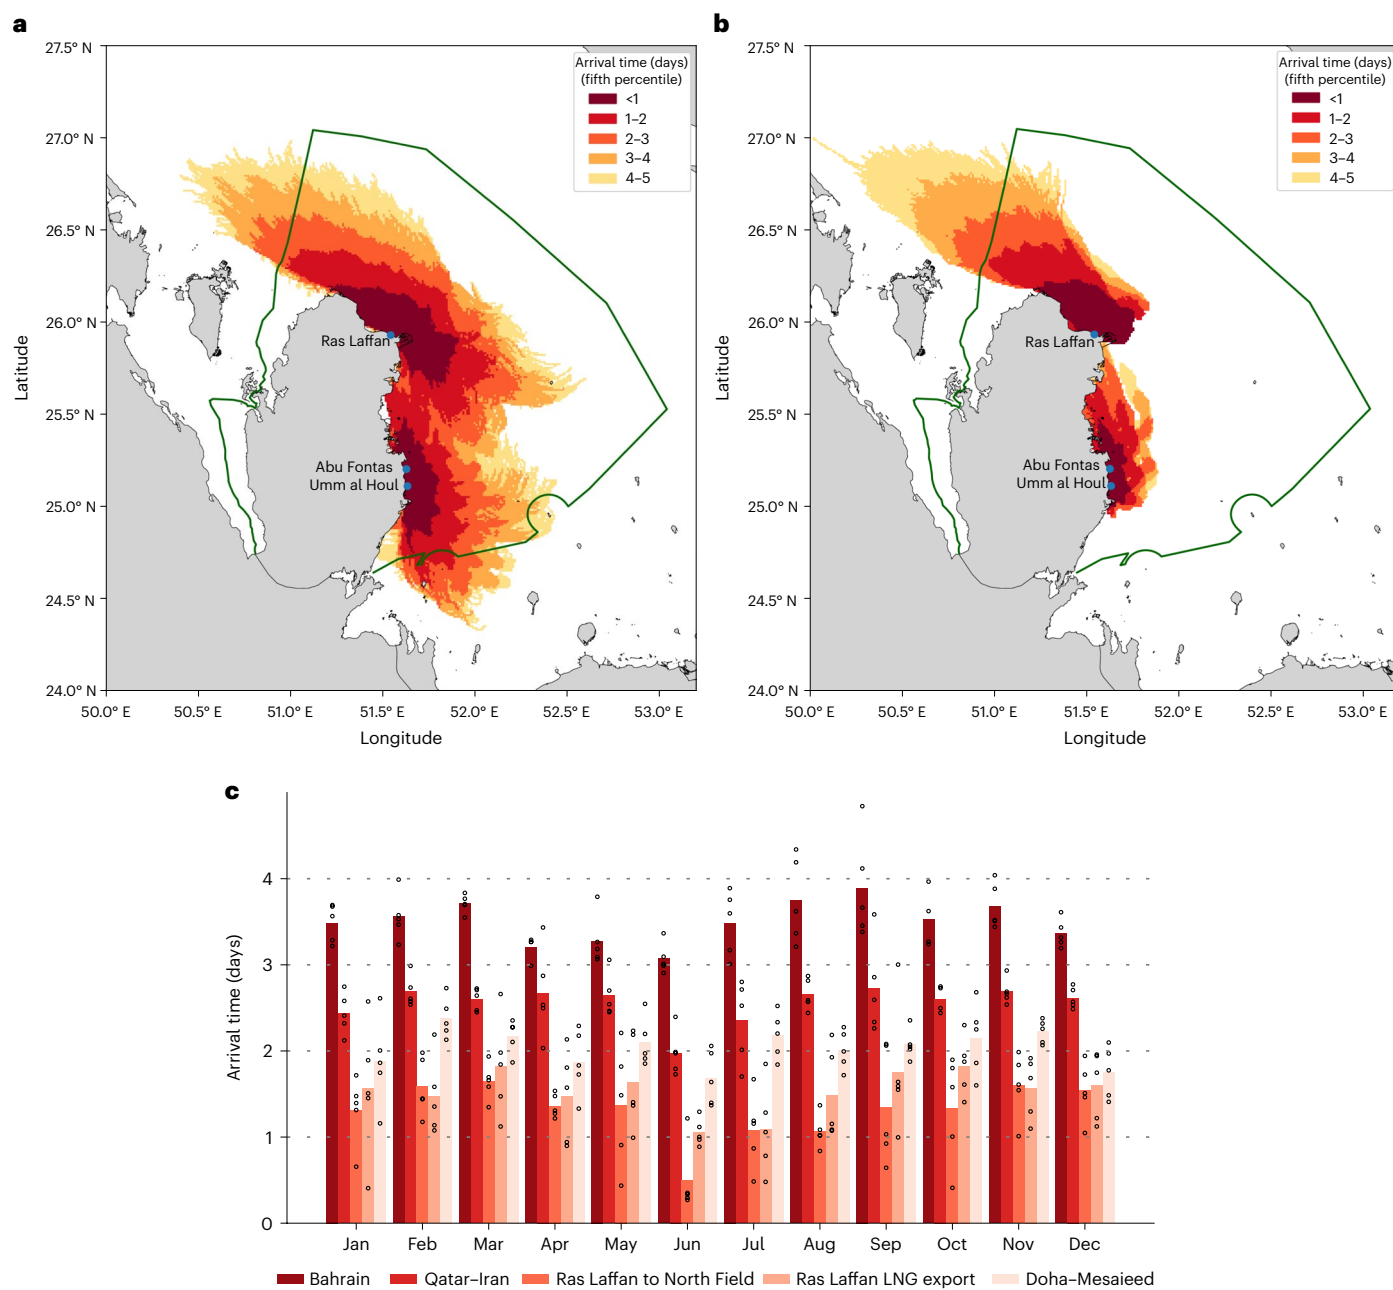 a
27.5° N
27.0° N
26.5° N
26.0° N
25.5° N
25.0° N
24.5° N
24.0° N
Latitude
50.0° E 50.5° E 51.0° E 51.5° E 52.0° E 52.5° E 53.0° E
Longitude
Arrival time (days)
(fifth percentile)
<1
1–2
2–3
3–4
4–5
Ras Laffan
Abu Fontas
Umm al Houl
b
27.5° N
27.0° N
26.5° N
26.0° N
25.5° N
25.0° N
24.5° N
24.0° N
Latitude
50.0° E 50.5° E 51.0° E 51.5° E 52.0° E 52.5° E 53.0° E
Longitude
Arrival time (days)
(fifth percentile)
<1
1–2
2–3
3–4
4–5
Ras Laffan
Abu Fontas
Umm al Houl
c
Arrival time (days)
4
3
2
1
0
Jan Feb Mar Apr May Jun Jul Aug Sep Oct Nov Dec
Bahrain Qatar–Iran Ras Laffan to North Field Ras Laffan LNG export Doha–Mesaieed